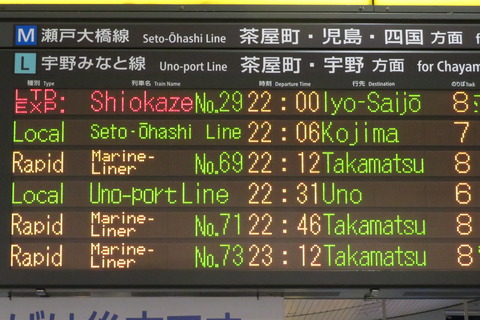 M 瀬戸大橋線 Seto-Ōhashi Line 茶屋町・児島・四国 方面 f
L 宇野みなと線 Uno-port Line 茶屋町・宇野 方面 for Chayam
種別 Type 列車名 Train Name 時刻 Departure Time 行先 Destination のりば Track
LTD. EXP: Shiokaze No.29 22:00 Iyo-Saijō 8
Local Seto-ōhashi Line 22:06 Kojima 7
Rapid Marine-Liner No.69 22:12 Takamatsu 8
Local Uno-port Line 22:31 Uno 6
Rapid Marine-Liner No.71 22:46 Takamatsu 8
Rapid Marine-Liner No.73 23:12 Takamatsu 8